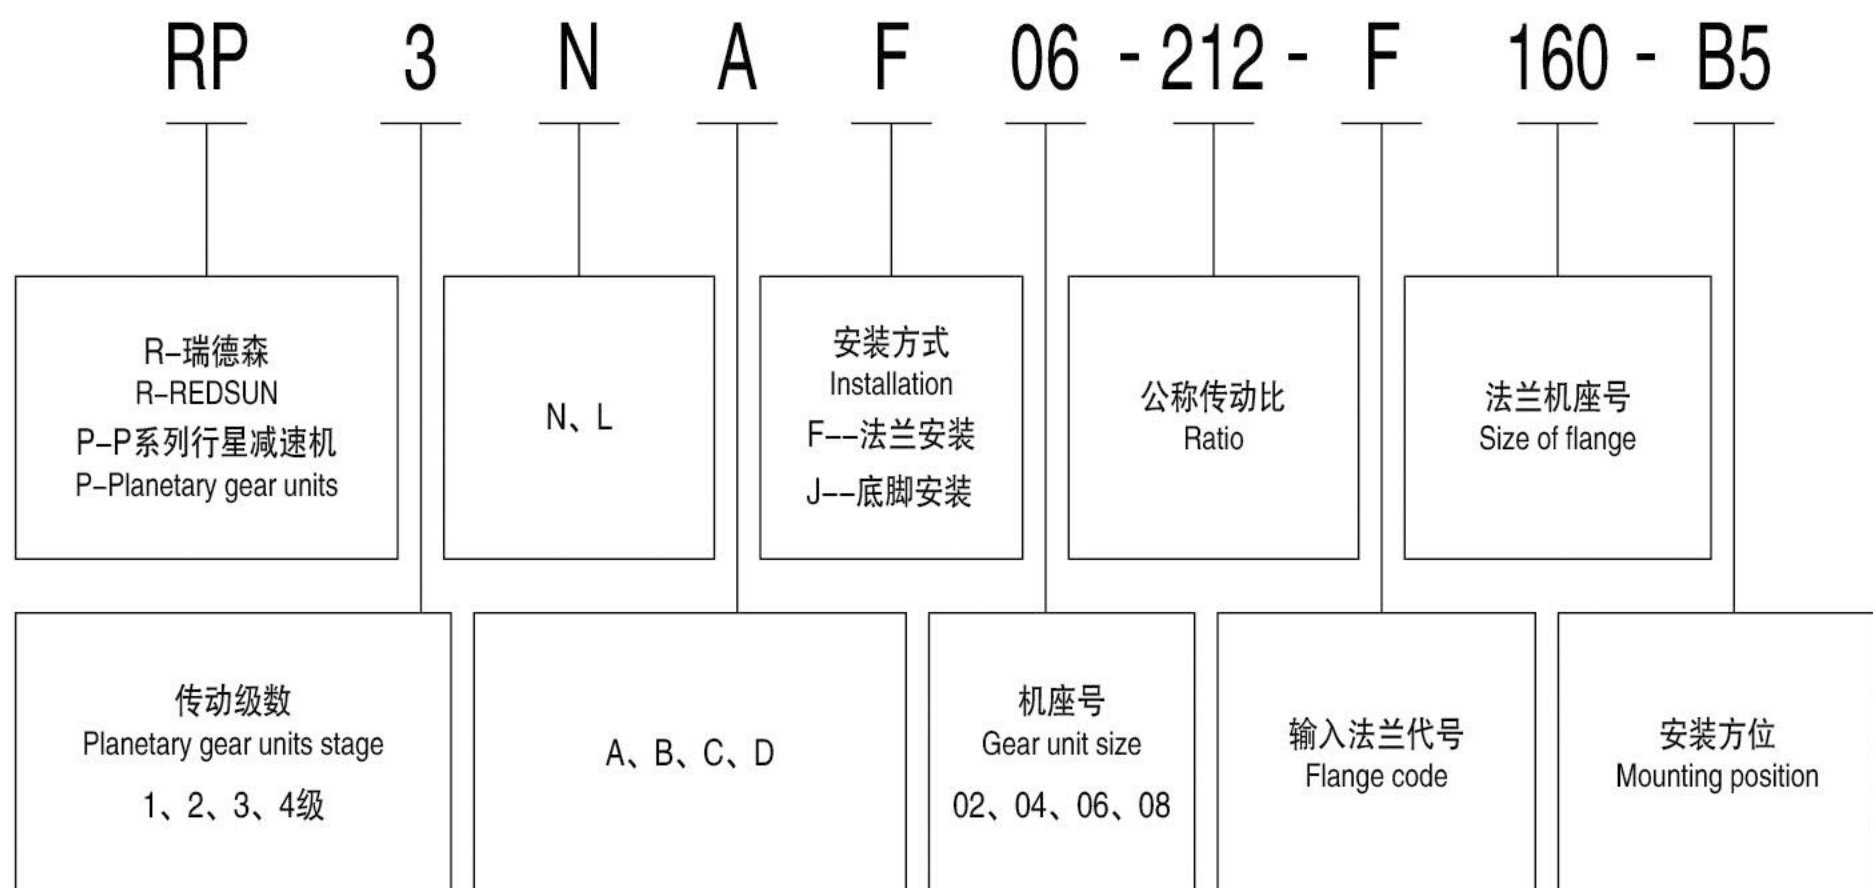 RP 3 N A F 06 - 212 - F 160 - B5
R–瑞德森
R–REDSUN
P–P系列行星减速机
P–Planetary gear units
N、L
安装方式
Installation
F––法兰安装
J––底脚安装
公称传动比
Ratio
法兰机座号
Size of flange
传动级数
Planetary gear units stage
1、2、3、4级
A、B、C、D
机座号
Gear unit size
02、04、06、08
输入法兰代号
Flange code
安装方位
Mounting position